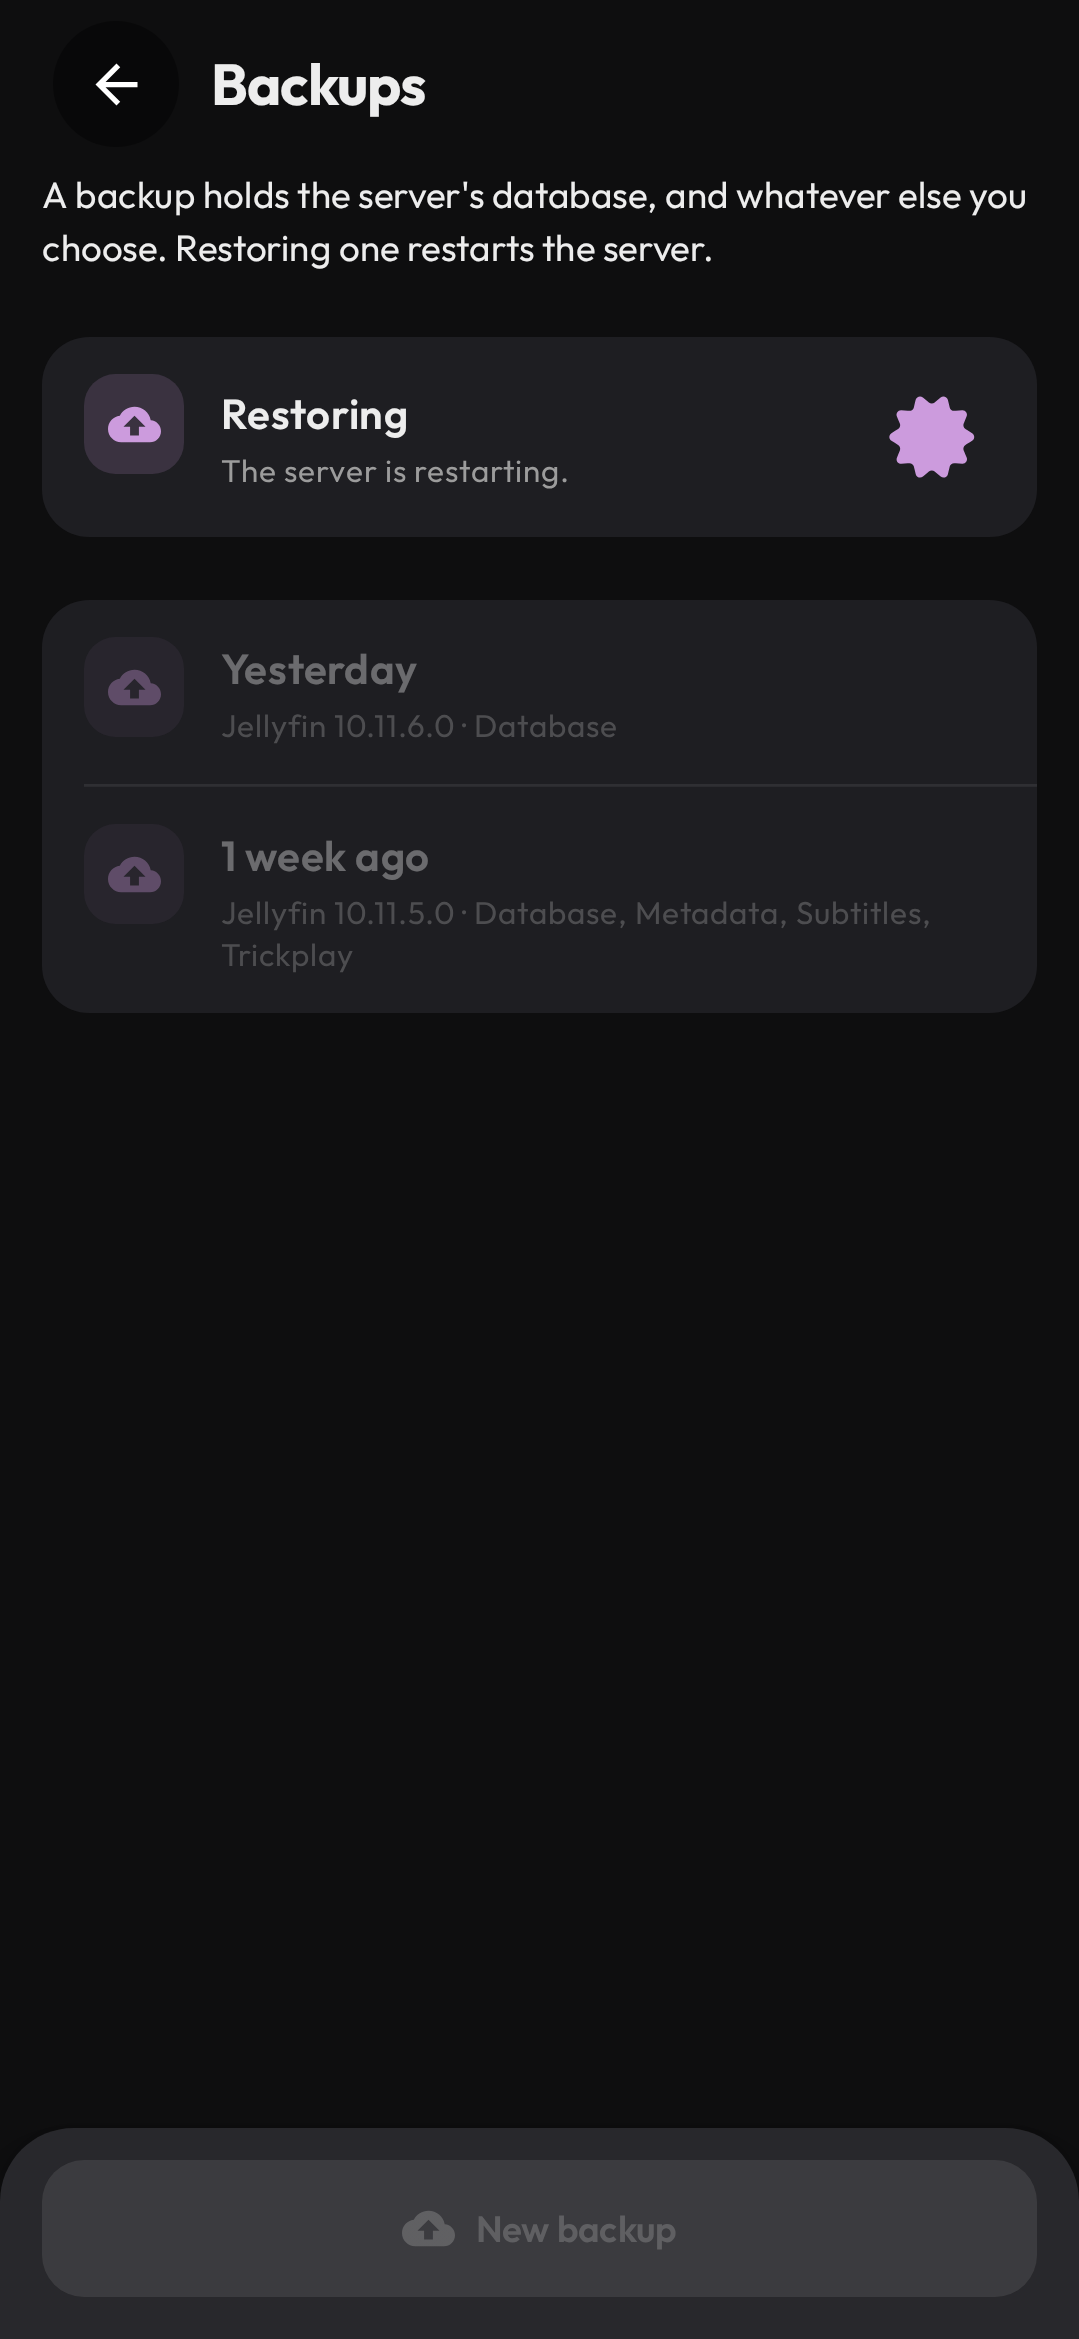 Backups
A backup holds the server's database, and whatever else you
choose. Restoring one restarts the server.
Restoring
The server is restarting.
Yesterday
Jellyfin 10.11.6.0 · Database
1 week ago
Jellyfin 10.11.5.0 · Database, Metadata, Subtitles,
Trickplay
New backup